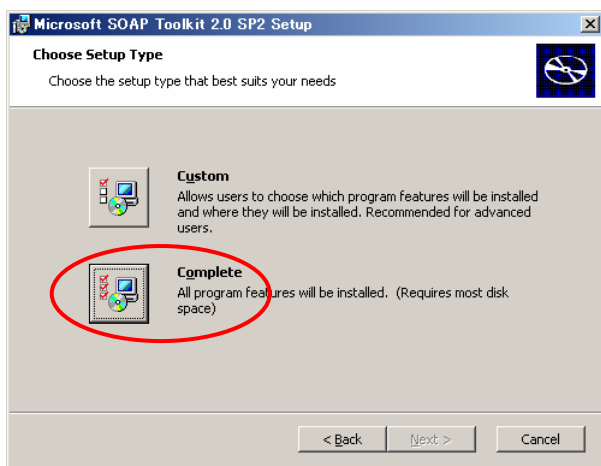 Microsoft SOAP Toolkit 2.0 SP2 Setup
Choose Setup Type
Choose the setup type that best suits your needs
Custom
Allows users to choose which program features will be installed
and where they will be installed. Recommended for advanced
users.
Complete
All program features will be installed. (Requires most disk
space)
< Back Next > Cancel